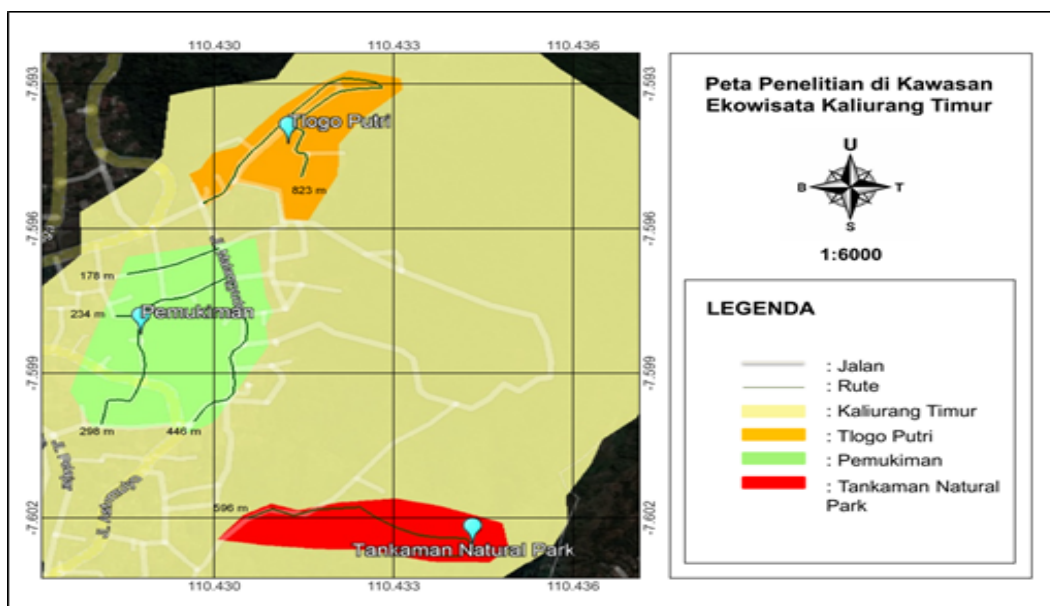 110.430
110.433
110.436
-7.593
-7.593
Tlogo Putri
823 m
-7.596
-7.596
178 m
234 m
Pemukiman
-7.599
-7.599
298 m
446 m
596 m
-7.602
-7.602
Tankaman Natural Park
110.430
110.433
110.436
Peta Penelitian di Kawasan
Ekowisata Kaliurang Timur
U
B
T
S
1:6000
LEGENDA
: Jalan
: Rute
: Kaliurang Timur
: Tlogo Putri
: Pemukiman
: Tankaman Natural
Park